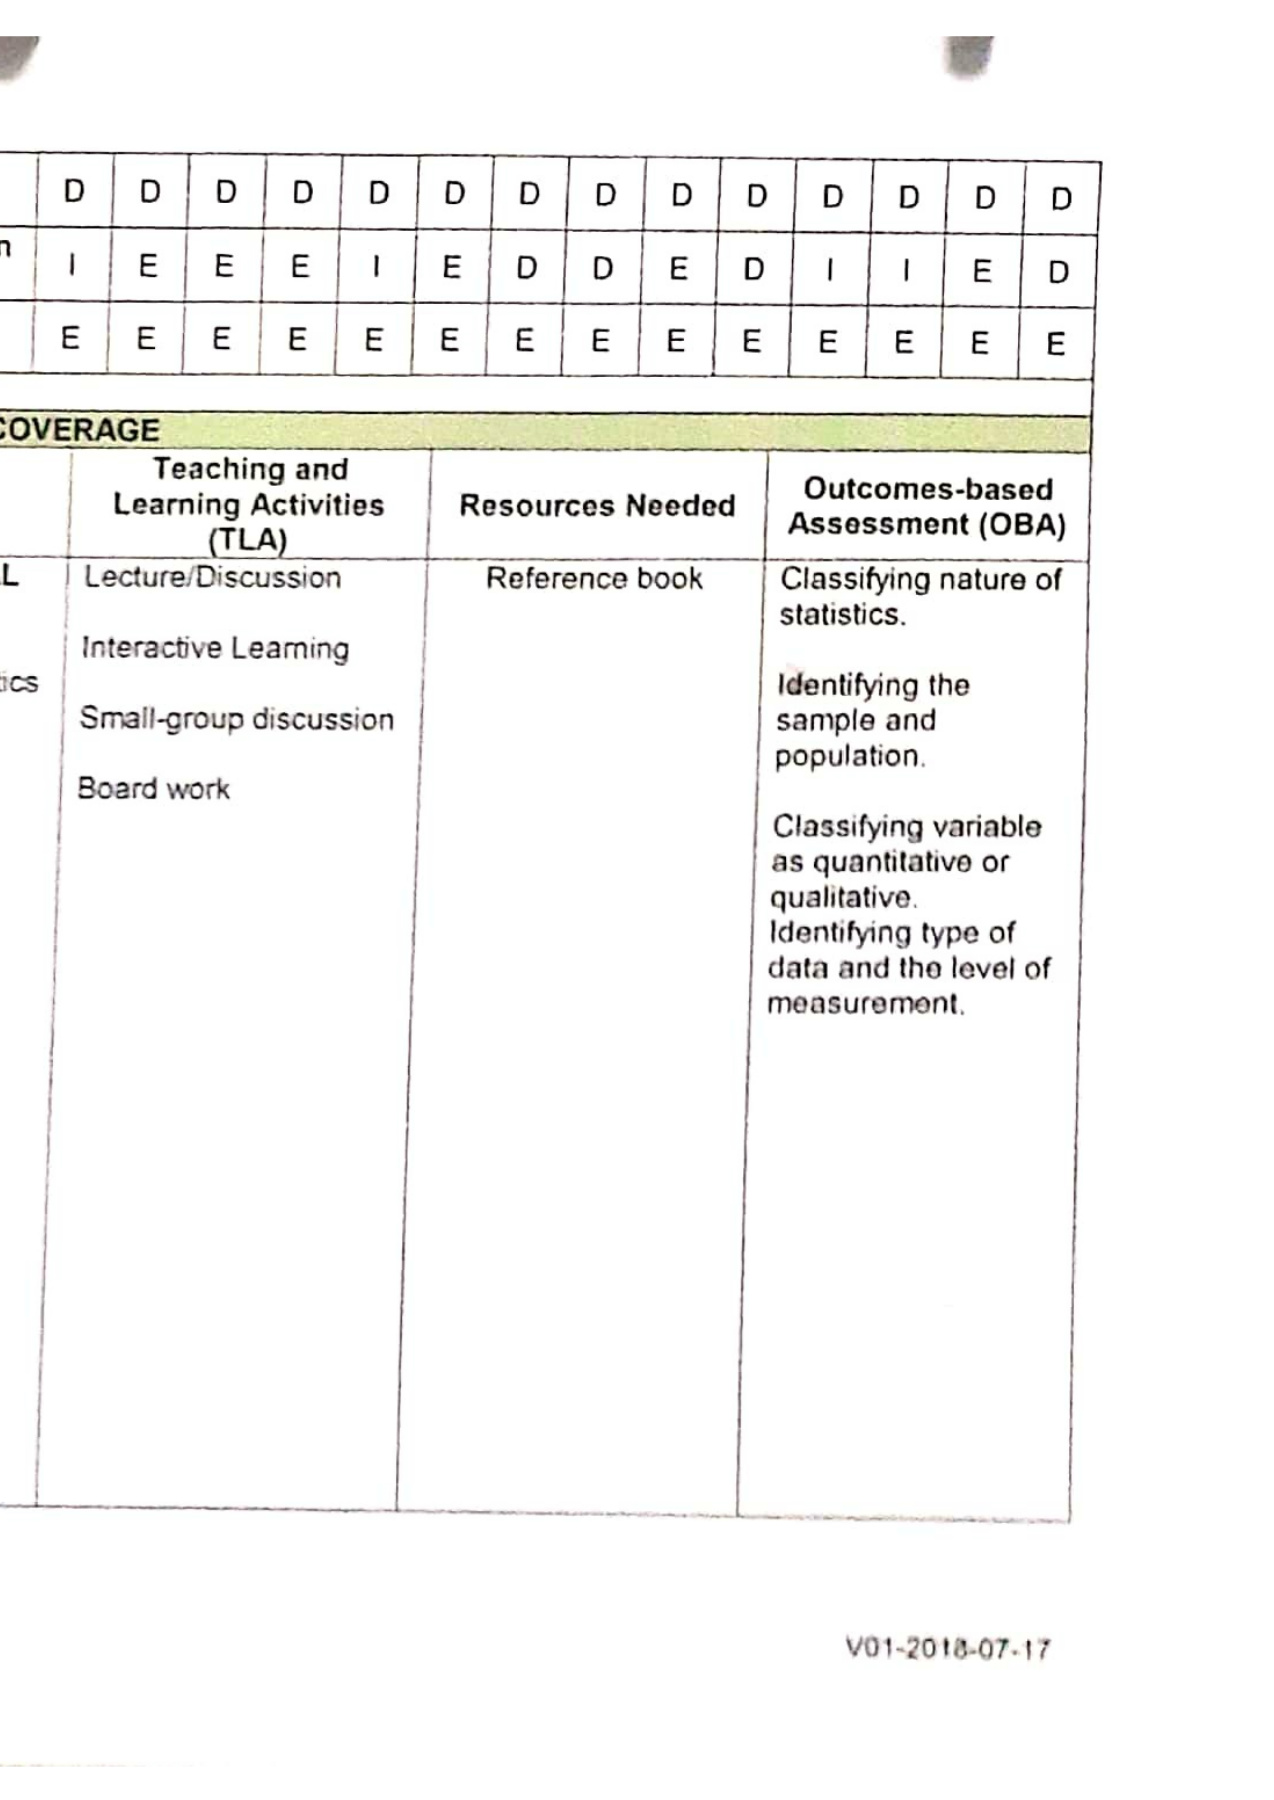 D D D D D D D D D D D D D D
n I E E E I E D D E D I I E D
E E E E E E E E E E E E E E
COVERAGE
Teaching and
Learning Activities
(TLA)
Resources Needed
Outcomes-based
Assessment (OBA)
L
tics
Lecture/Discussion
Interactive Learning
Small-group discussion
Board work
Reference book
Classifying nature of
statistics.
Identifying the
sample and
population.
Classifying variable
as quantitative or
qualitative.
Identifying type of
data and the level of
measurement.
V01-2018-07-17